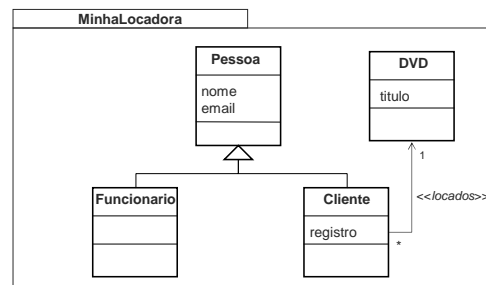 MinhaLocadora
Pessoa
nome
email
DVD
titulo
1
<<locados>>
*
Funcionario
Cliente
registro